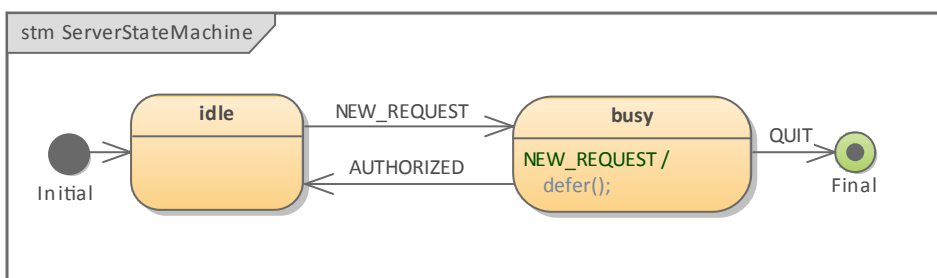 stm ServerStateMachine
idle
NEW_REQUEST
busy
QUIT
AUTHORIZED
NEW_REQUEST /
defer();
Initial
Final